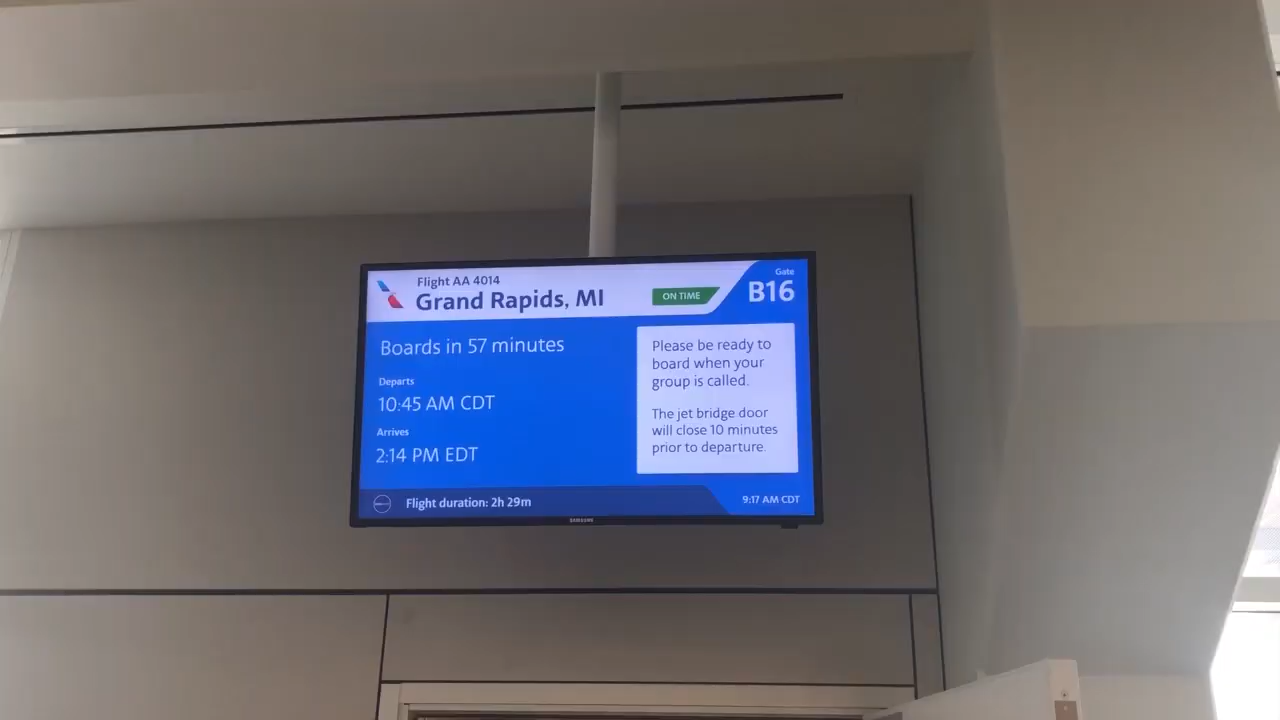 Flight AA 4014
Grand Rapids, MI
ON TIME
Gate
B16
Boards in 57 minutes
Departs
10:45 AM CDT
Arrives
2:14 PM EDT
Please be ready to
board when your
group is called.
The jet bridge door
will close 10 minutes
prior to departure.
Flight duration: 2h 29m
9:17 AM CDT
SAMSUNG